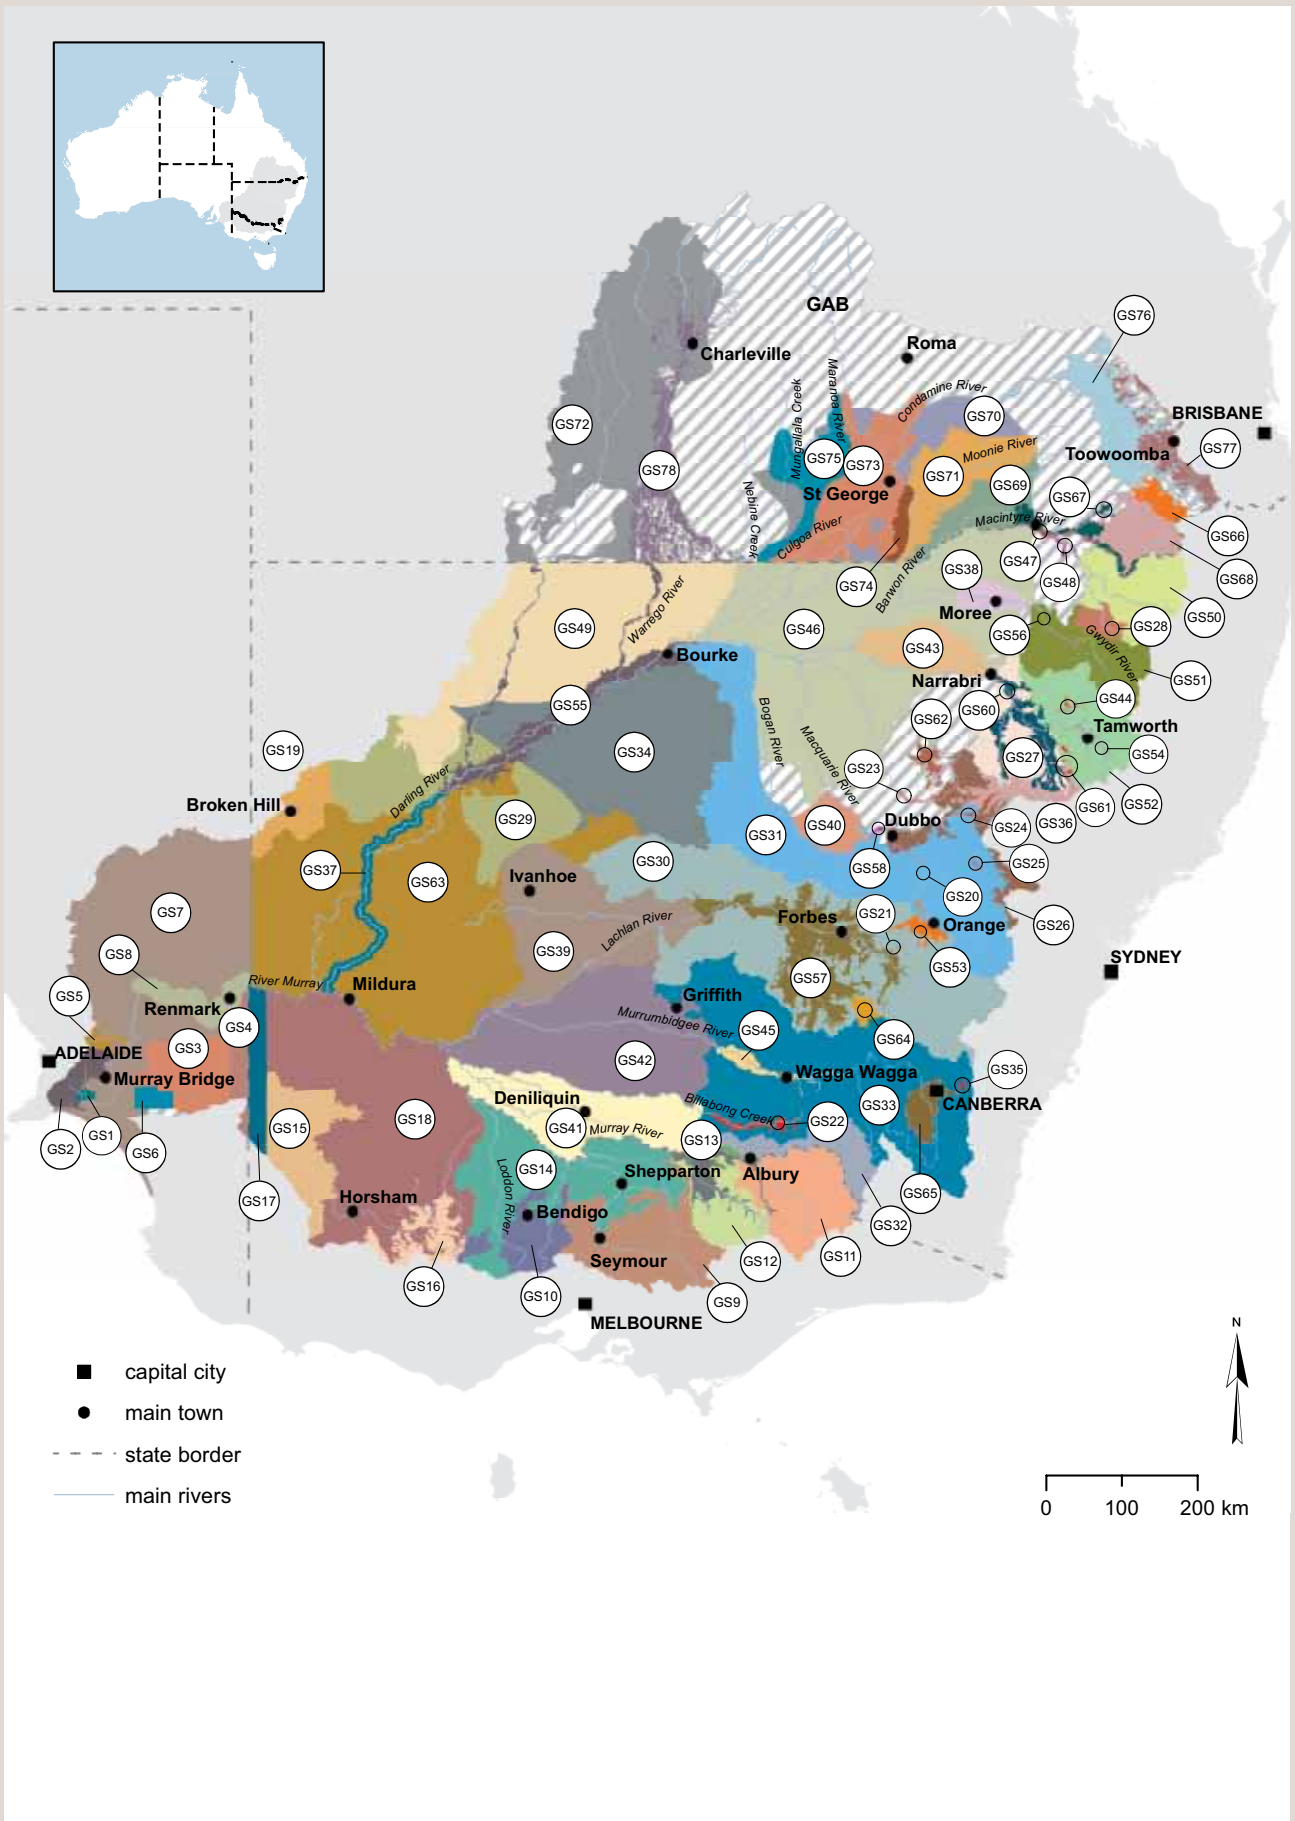 GAB
GS76
Roma
Charleville
Maranoa River
Mungallala Creek
Condamine River
BRISBANE
GS72
GS70
Moonie River
GS77
Toowoomba
GS75
GS73
GS78
GS71
GS69
St George
GS67
Nebine Creek
Macintyre River
Culgoa River
GS66
GS47
GS68
GS38
GS48
GS74
Barwon River
Warrego River
Moree
GS50
GS49
GS46
GS56
GS28
GS43
Gwydir River
Bourke
Narrabri
GS51
GS55
GS44
GS60
GS62
Tamworth
Bogan River
GS19
GS34
Macquarie River
GS54
GS27
GS23
Darling River
Broken Hill
GS61
GS52
GS29
Dubbo
GS40
GS36
GS24
GS31
GS30
GS25
GS37
GS58
Ivanhoe
GS63
GS20
GS7
GS21
Forbes
Lachlan River
Orange
GS26
GS8
GS39
SYDNEY
GS53
GS57
River Murray
Mildura
GS5
Griffith
Renmark
Murrumbidgee River
GS4
GS45
GS64
ADELAIDE
GS3
GS42
GS35
Wagga Wagga
Murray Bridge
Deniliquin
CANBERRA
GS33
Billabong Creek
GS2
GS1
GS6
GS15
GS18
GS41
Murray River
GS13
GS22
GS14
Shepparton
Albury
Loddon River
GS17
Horsham
GS65
Bendigo
GS32
Seymour
GS12
GS11
GS16
GS10
GS9
MELBOURNE
N
capital city
main town
state border
main rivers
0 100 200 km